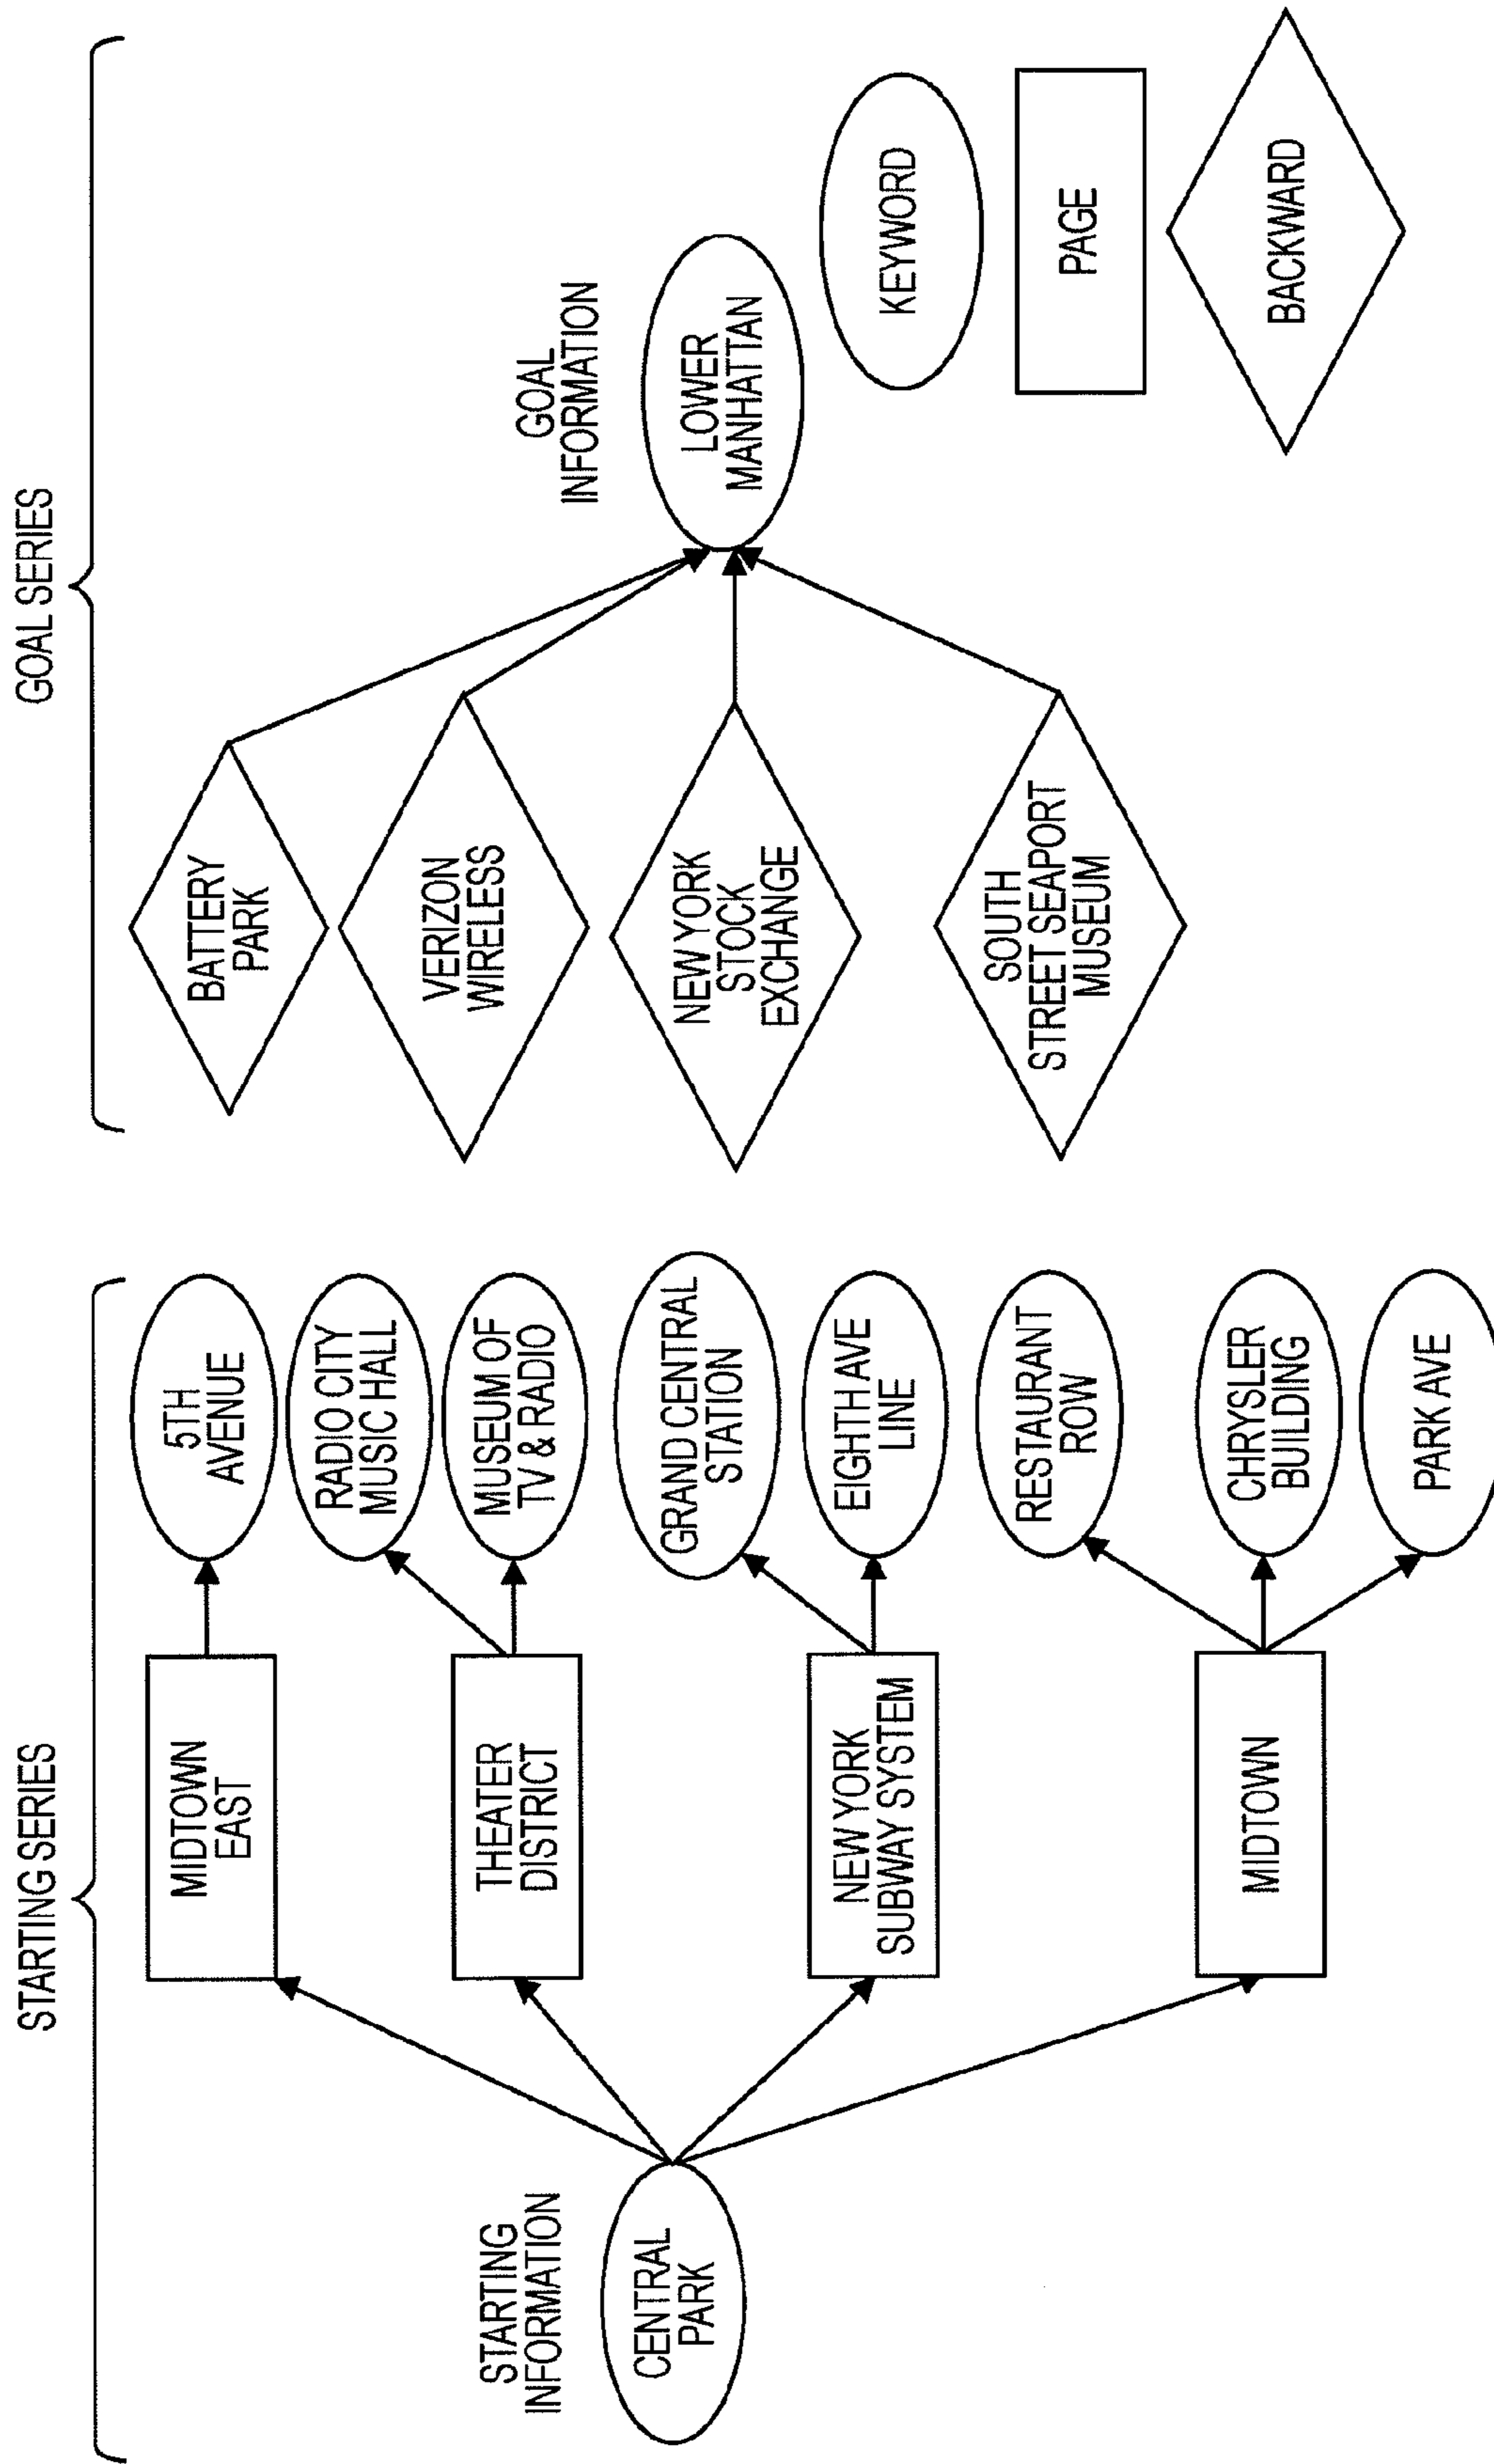 STARTING SERIES
GOAL SERIES
STARTING
INFORMATION
CENTRAL
PARK
MIDTOWN
EAST
THEATER
DISTRICT
NEW YORK
SUBWAY SYSTEM
MIDTOWN
5TH
AVENUE
RADIO CITY
MUSIC HALL
MUSEUM OF
TV & RADIO
GRAND CENTRAL
STATION
EIGHTH AVE
LINE
RESTAURANT
ROW
CHRYSLER
BUILDING
PARK AVE
BATTERY
PARK
VERIZON
WIRELESS
NEW YORK
STOCK
EXCHANGE
SOUTH
STREET SEAPORT
MUSEUM
GOAL
INFORMATION
LOWER
MANHATTAN
KEYWORD
PAGE
BACKWARD